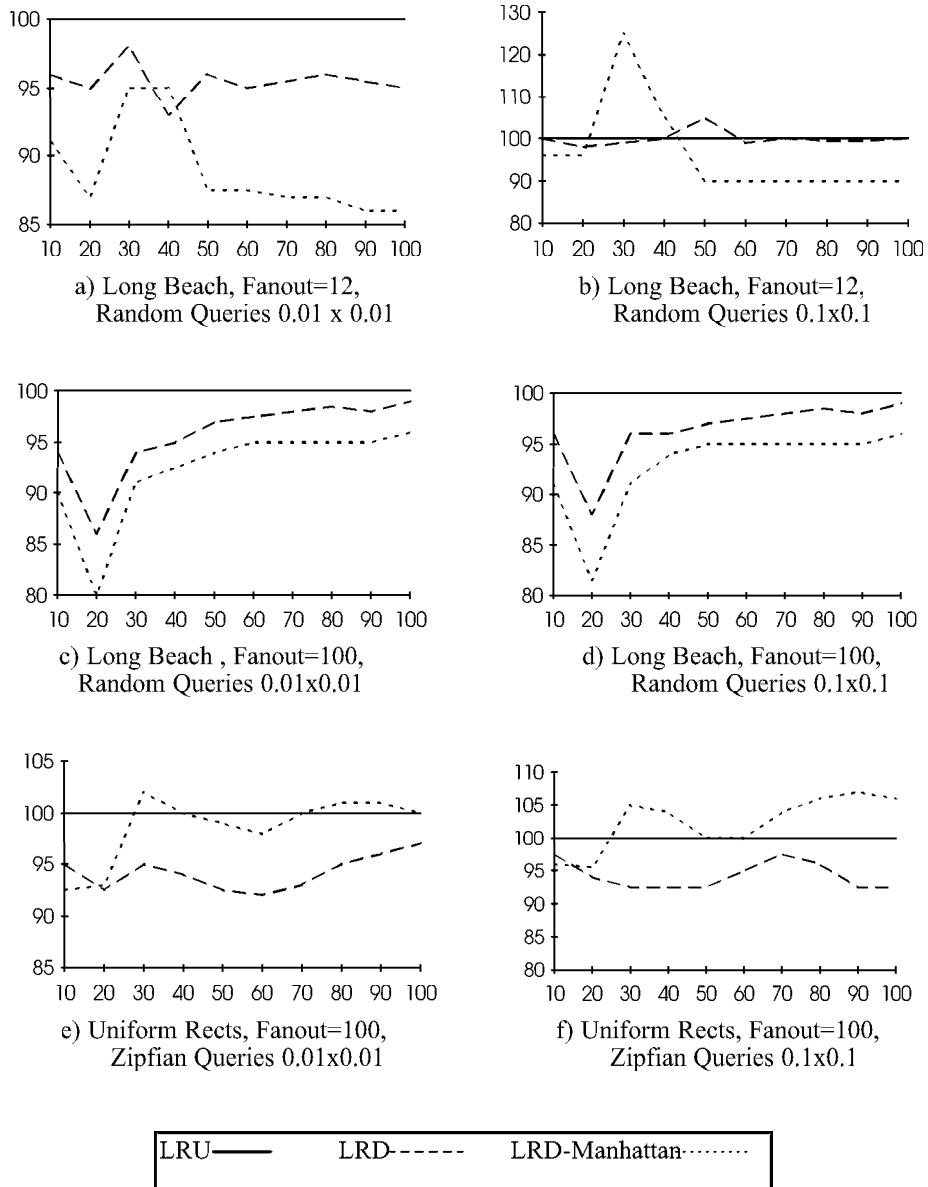 100
95
90
85
10 20 30 40 50 60 70 80 90 100
a) Long Beach, Fanout=12,
Random Queries 0.01 x 0.01
130
120
110
100
90
80
10 20 30 40 50 60 70 80 90 100
b) Long Beach, Fanout=12,
Random Queries 0.1x0.1
100
95
90
85
80
10 20 30 40 50 60 70 80 90 100
c) Long Beach , Fanout=100,
Random Queries 0.01x0.01
100
95
90
85
80
10 20 30 40 50 60 70 80 90 100
d) Long Beach, Fanout=100,
Random Queries 0.1x0.1
105
100
95
90
85
10 20 30 40 50 60 70 80 90 100
e) Uniform Rects, Fanout=100,
Zipfian Queries 0.01x0.01
110
105
100
95
90
85
80
10 20 30 40 50 60 70 80 90 100
f) Uniform Rects, Fanout=100,
Zipfian Queries 0.1x0.1
LRU LRD LRD-Manhattan